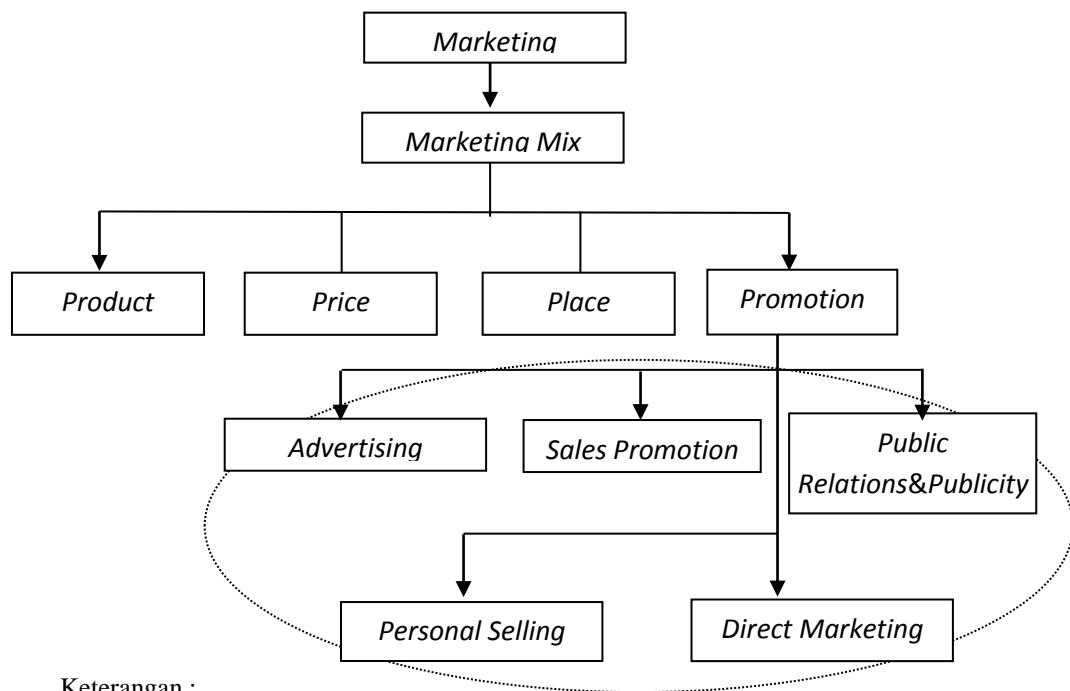 Marketing
Marketing Mix
Product
Price
Place
Promotion
Advertising
Sales Promotion
Public
Relations&Publicity
Personal Selling
Direct Marketing
Keterangan :